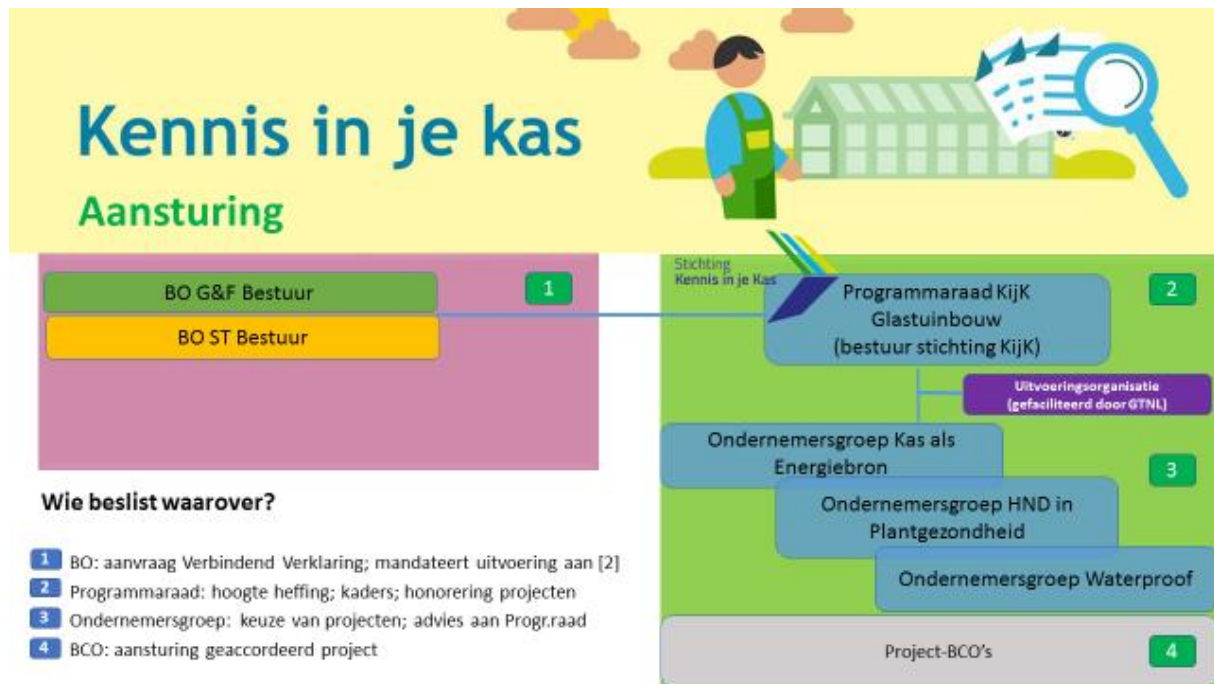 Kennis in je kas
Aansturing
BO G&F Bestuur
1
BO ST Bestuur
Stichting
Kennis in je Kas
Programmaraad KijK
Glastuinbouw
(bestuur stichting KijK)
2
Uitvoeringsorganisatie
(gefaciliteerd door GTNL)
Ondernemersgroep Kas als
Energiebron
3
Ondernemersgroep HND in
Plantgezondheid
Ondernemersgroep Waterproof
Project-BCO's
4
Wie beslist waarover?
1 BO: aanvraag Verbindend Verklaring; mandateert uitvoering aan [2]
2 Programmaraad: hoogte heffing; kaders; honorering projecten
3 Ondernemersgroep: keuze van projecten; advies aan Progr.raad
4 BCO: aansturing geaccordeerd project